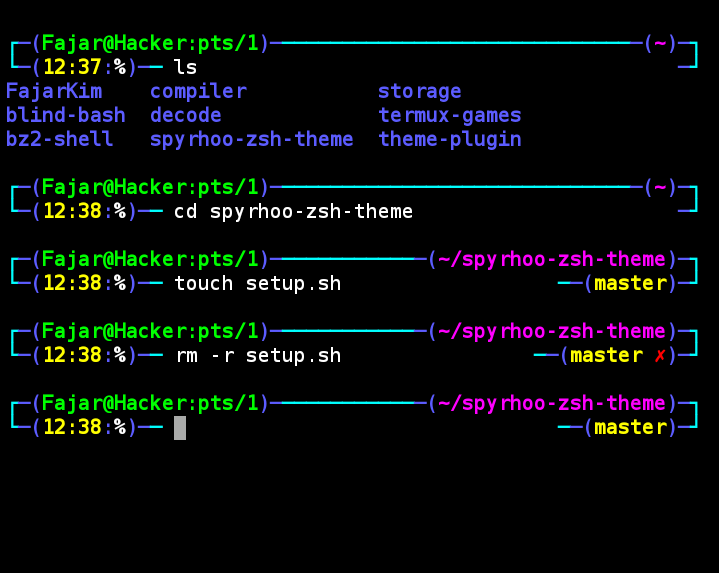 (Fajar@Hacker:pts/1) (~)
(12:37:%) ls
FajarKim compiler storage
blind-bash decode termux-games
bz2-shell spyrhoo-zsh-theme theme-plugin
(Fajar@Hacker:pts/1) (~)
(12:38:%) cd spyrhoo-zsh-theme
(Fajar@Hacker:pts/1) (~/spyrhoo-zsh-theme)
(12:38:%) touch setup.sh (master)
(Fajar@Hacker:pts/1) (~/spyrhoo-zsh-theme)
(12:38:%) rm -r setup.sh (master ✗)
(Fajar@Hacker:pts/1) (~/spyrhoo-zsh-theme)
(12:38:%) (master)